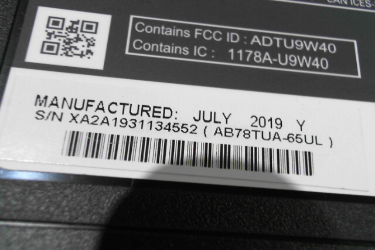 Contains FCC ID : ADTU9W40
Contains IC : 1178A-U9W40
MANUFACTURED: JULY 2019 Y
S/N XA2A1931134552 ( AB78TUA-65UL )